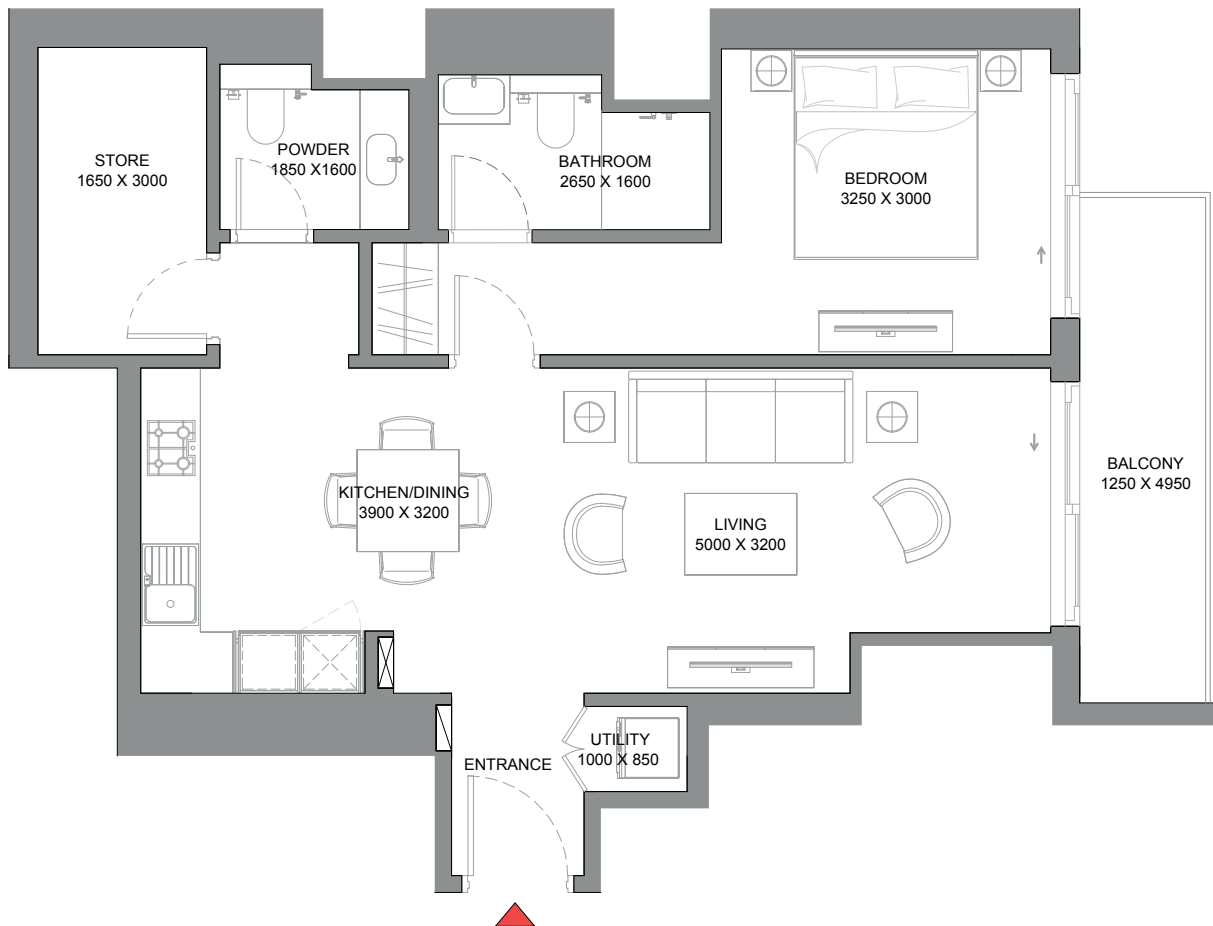 STORE
1650 X 3000
POWDER
1850 X1600
BATHROOM
2650 X 1600
BEDROOM
3250 X 3000
KITCHEN/DINING
3900 X 3200
LIVING
5000 X 3200
BALCONY
1250 X 4950
UTILITY
1000 X 850
ENTRANCE